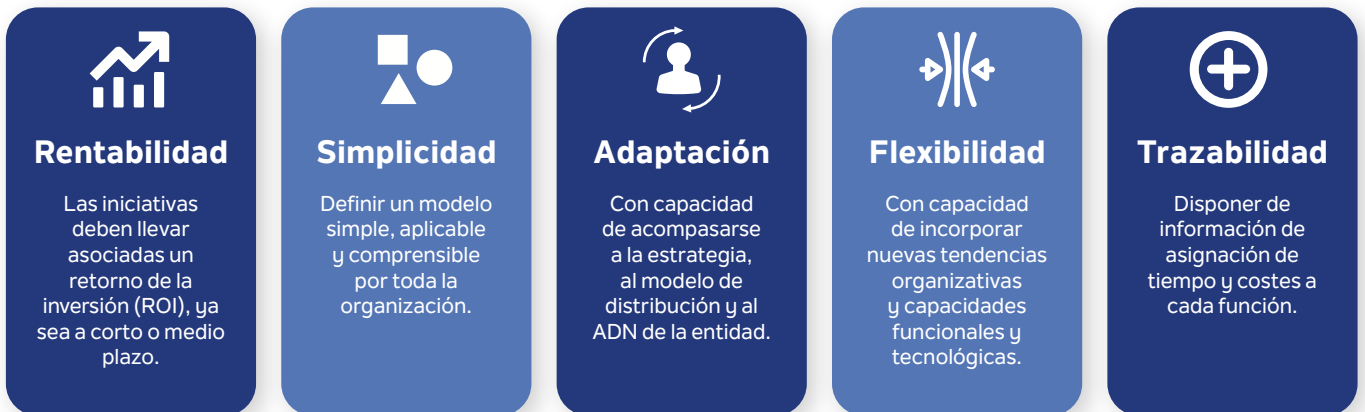 Rentabilidad
Las iniciativas
deben llevar
asociadas un
retorno de la
inversión (ROI), ya
sea a corto o medio
plazo.
Simplicidad
Definir un modelo
simple, aplicable
y comprensible
por toda la
organización.
Adaptación
Con capacidad
de acompasarse
a la estrategia,
al modelo de
distribución y al
ADN de la entidad.
Flexibilidad
Con capacidad
de incorporar
nuevas tendencias
organizativas
y capacidades
funcionales y
tecnológicas.
Trazabilidad
Disponer de
información de
asignación de
tiempo y costes a
cada función.